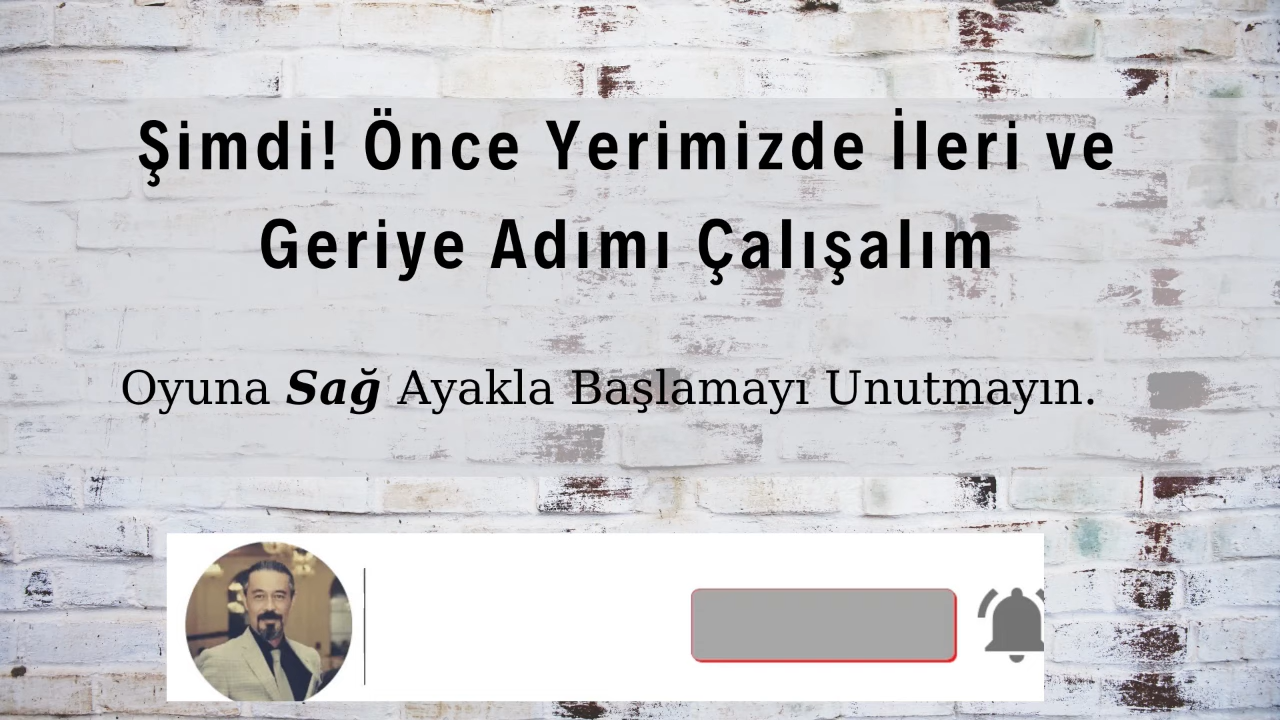 Şimdi! Önce Yerimizde İleri ve
Geriye Adımı Çalışalım
Oyuna Sağ Ayakla Başlamayı Unutmayın.